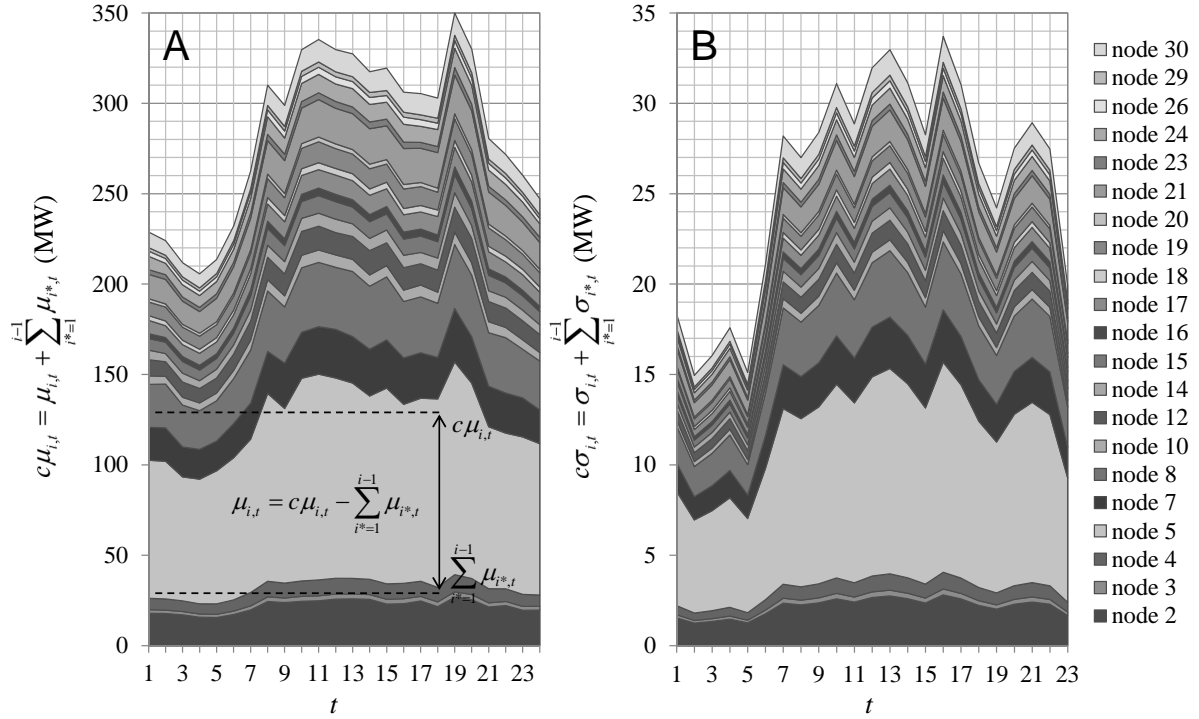 A
350
300
250
200
150
100
50
0
cμ_{i,t} = μ_{i,t} + \sum_{i*=1}^{i-1} μ_{i*,t} (MW)
cμ_{i,t}
μ_{i,t} = cμ_{i,t} − \sum_{i*=1}^{i-1} μ_{i*,t}
\sum_{i*=1}^{i-1} μ_{i*,t}
1 3 5 7 9 11 13 15 17 19 21 23
t
B
35
30
25
20
15
10
5
0
cσ_{i,t} = σ_{i,t} + \sum_{i*=1}^{i-1} σ_{i*,t} (MW)
1 3 5 7 9 11 13 15 17 19 21 23
t
node 30
node 29
node 26
node 24
node 23
node 21
node 20
node 19
node 18
node 17
node 16
node 15
node 14
node 12
node 10
node 8
node 7
node 5
node 4
node 3
node 2